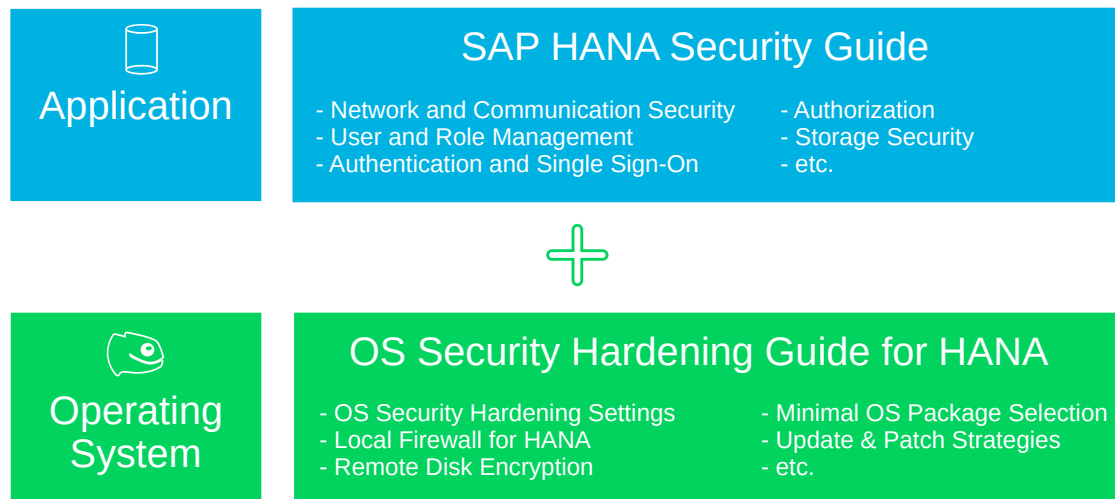 Application
SAP HANA Security Guide
- Network and Communication Security
- User and Role Management
- Authentication and Single Sign-On
- Authorization
- Storage Security
- etc.
Operating
System
OS Security Hardening Guide for HANA
- OS Security Hardening Settings
- Local Firewall for HANA
- Remote Disk Encryption
- Minimal OS Package Selection
- Update & Patch Strategies
- etc.